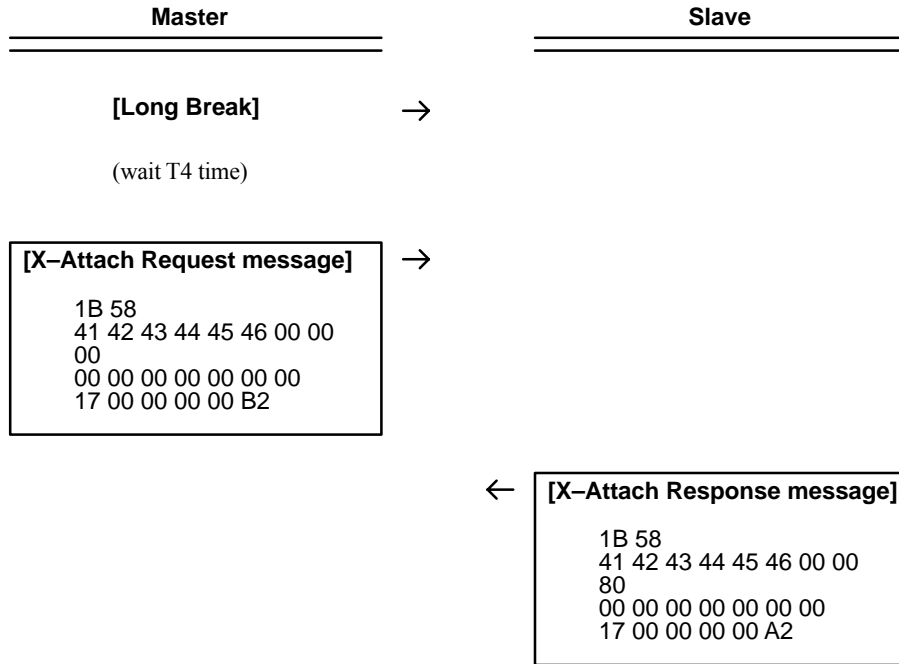 Master Slave
[Long Break] →
(wait T4 time)
[X–Attach Request message] →
1B 58
41 42 43 44 45 46 00 00
00
00 00 00 00 00 00 00
17 00 00 00 00 B2
← [X–Attach Response message]
1B 58
41 42 43 44 45 46 00 00
80
00 00 00 00 00 00 00
17 00 00 00 00 A2